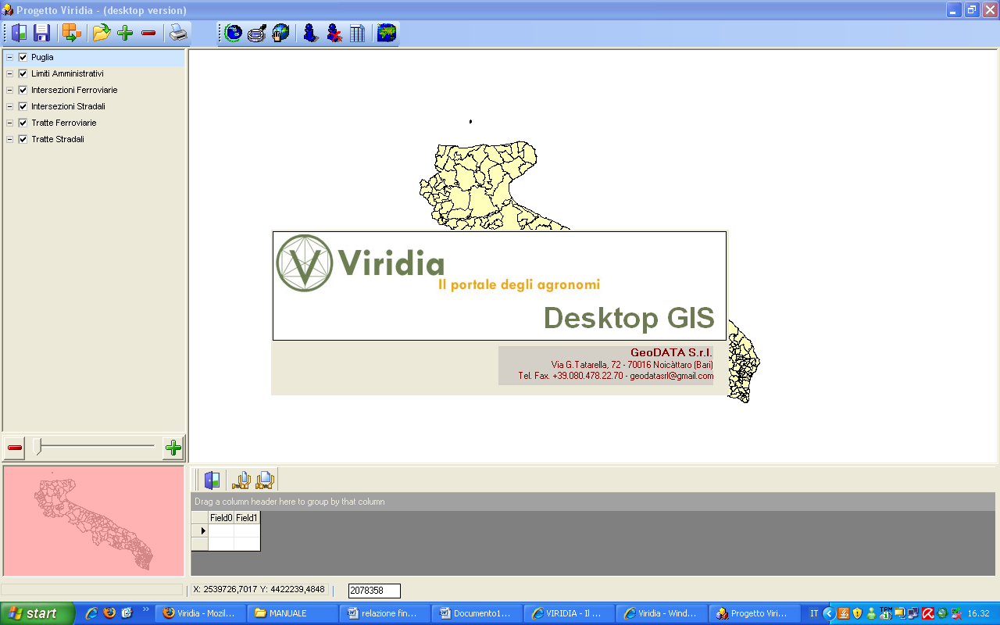 Progetto Viridia - (desktop version)
Puglia
Limiti Amministrativi
Intersezioni Ferroviarie
Intersezioni Stradali
Tratte Ferroviarie
Tratte Stradali
V Viridia
Il portale degli agronomi
Desktop GIS
GeoDATA S.r.l.
Via G.Tatarella, 72 - 70016 Noicàttaro (Bari)
Tel. Fax. +39.080.478.22.70 - geodatasrl@gmail.com
Drag a column header here to group by that column
Field0 Field1
X: 2539726,7017 Y: 4422239,4848
2078358
start
Viridia - Mozil...
MANUALE
relazione fin...
Documento1...
VIRIDIA - Il ...
Viridia - Wind...
Progetto Viri...
IT
TPM
16.32